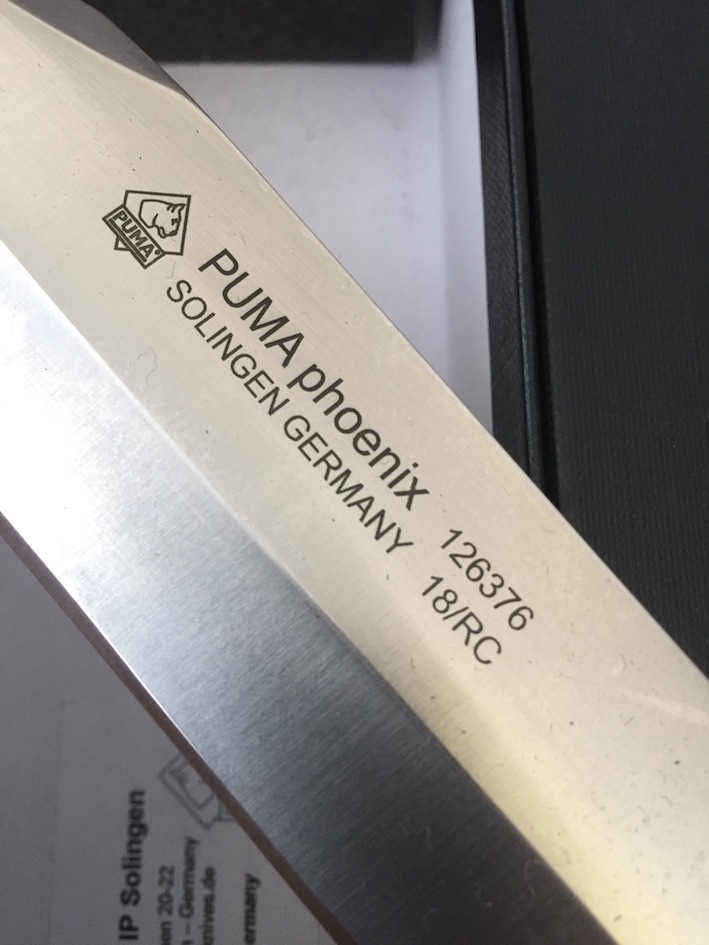 PUMA®
PUMA phoenix 126376
SOLINGEN GERMANY 18/RC
IP Solingen
en 20-22
n – Germany
nives.de
ermany